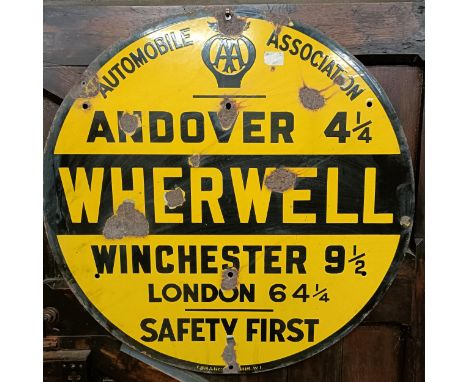 AUTOMOBILE ASSOCIATION
AA
ANDOVER 4¼
WHERWELL
WINCHESTER 9½
LONDON 64¼
SAFETY FIRST